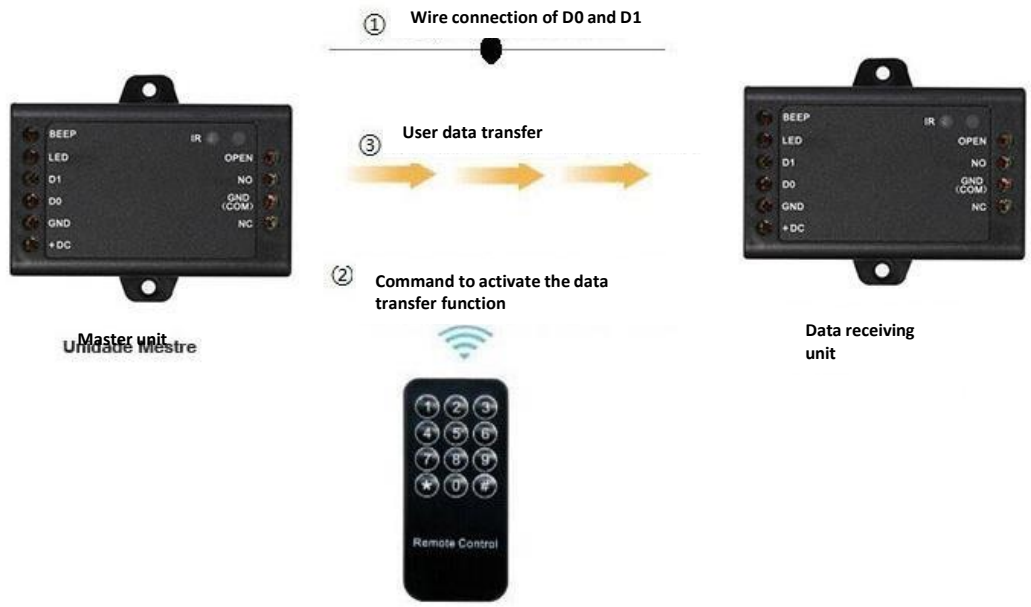 ① Wire connection of D0 and D1
③ User data transfer
BEEP
LED
D1
D0
GND
+ DC
IR
OPEN
NO
GND
(COM)
NC
BEEP
LED
D1
D0
GND
+ DC
IR
OPEN
NO
GND
(COM)
NC
② Command to activate the data
transfer function
Master unit
Unidade Mestre
Data receiving
unit
1 2 3
4 5 6
7 8 9
* 0 #
Remote Control